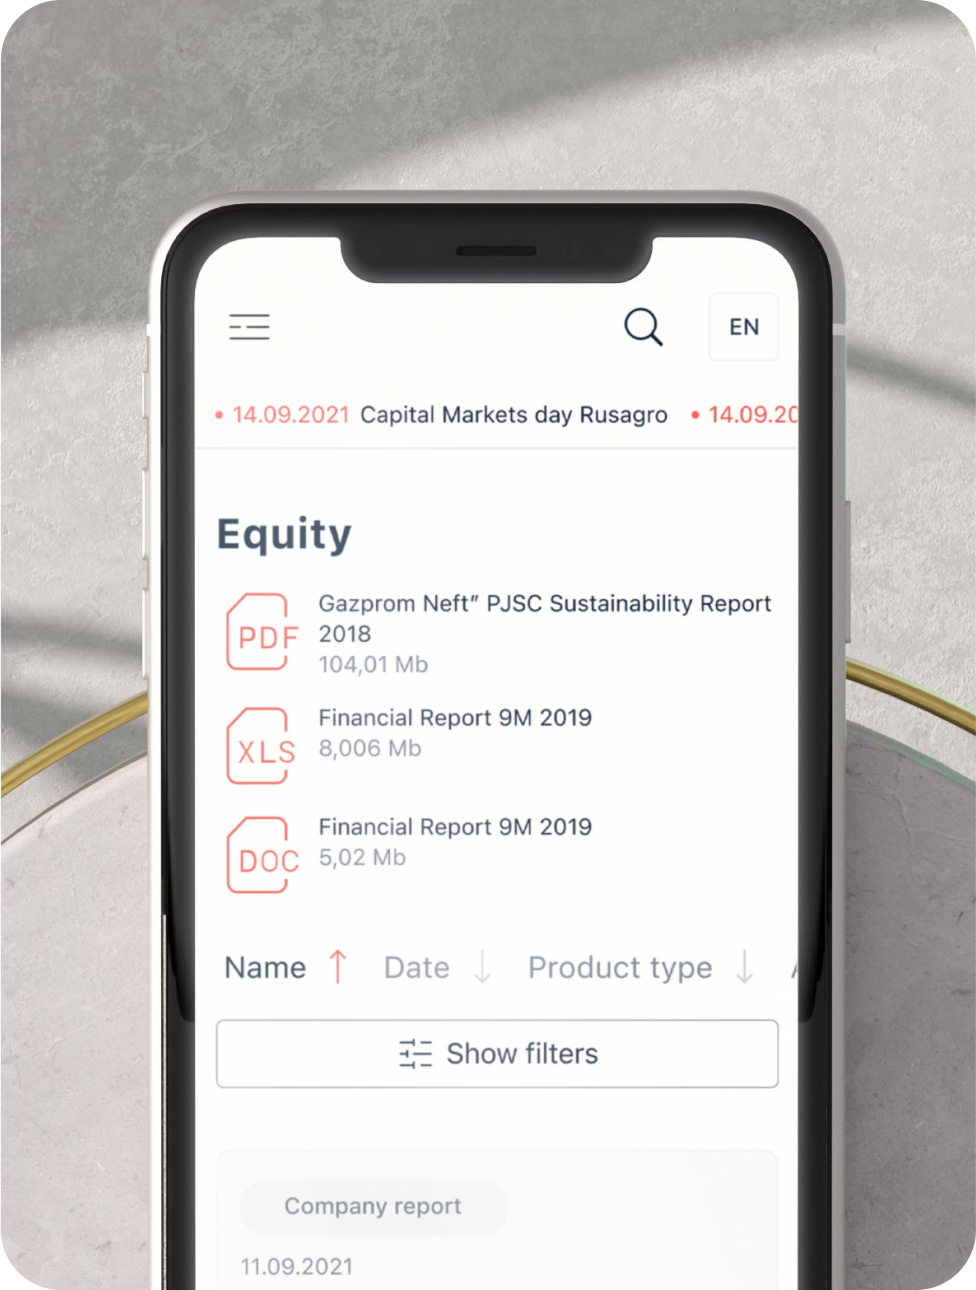 EN
• 14.09.2021 Capital Markets day Rusagro • 14.09.20
Equity
PDF
Gazprom Neft” PJSC Sustainability Report
2018
104,01 Mb
XLS
Financial Report 9M 2019
8,006 Mb
DOC
Financial Report 9M 2019
5,02 Mb
Name ↑ Date ↓ Product type ↓
Show filters
Company report
11.09.2021